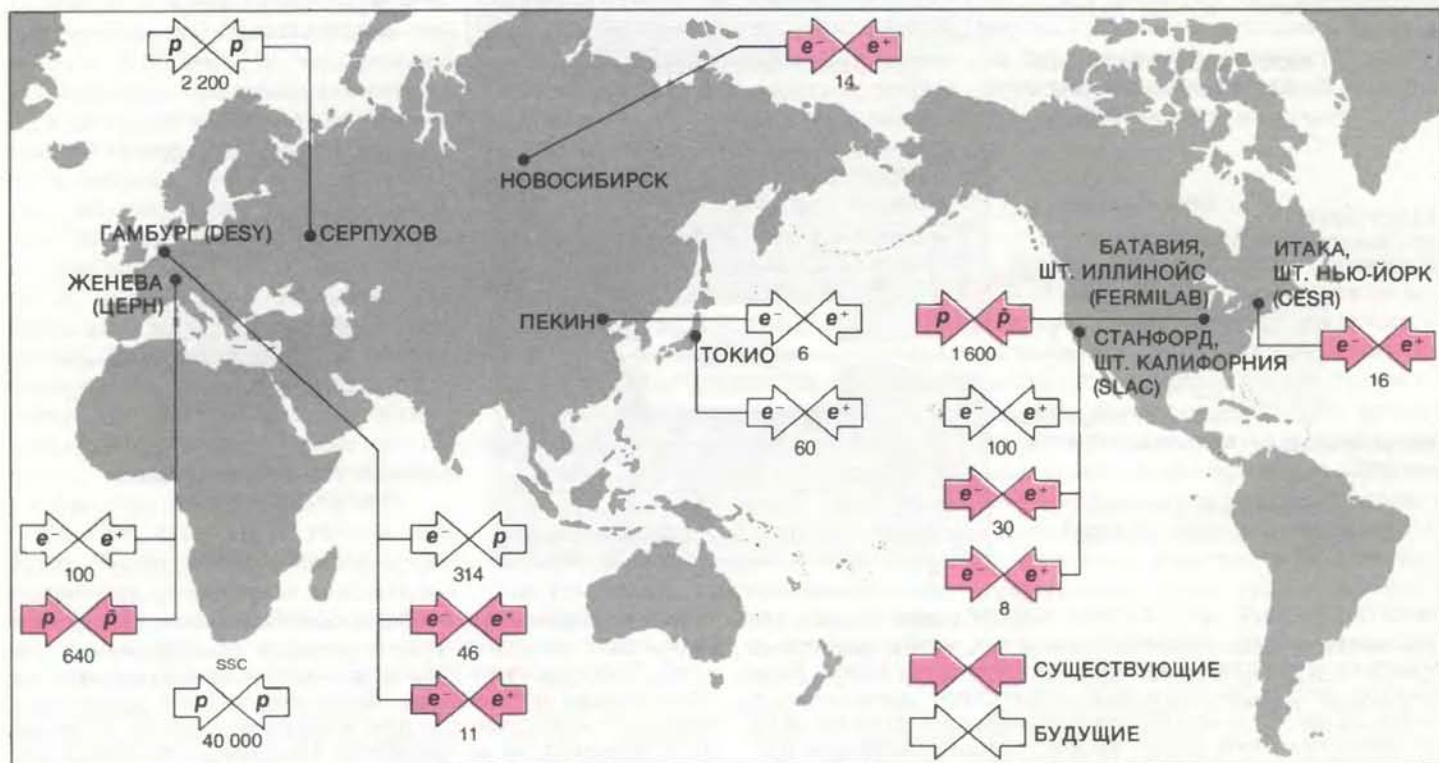 p p
2 200
e⁻ e⁺
14
НОВОСИБИРСК
ГАМБУРГ (DESY)
СЕРПУХОВ
ЖЕНЕВА
(ЦЕРН)
ПЕКИН
e⁻ e⁺
6
ТОКИО
e⁻ e⁺
60
БАТАВИЯ,
ШТ. ИЛЛИНОЙС
(FERMILAB)
p p̄
1 600
ИТАКА,
ШТ. НЬЮ-ЙОРК
(CESR)
e⁻ e⁺
16
СТАНФОРД,
ШТ. КАЛИФОРНИЯ
(SLAC)
e⁻ e⁺
100
e⁻ e⁺
30
e⁻ e⁺
8
e⁻ e⁺
100
p p̄
640
e⁻ p
314
e⁻ e⁺
46
e⁻ e⁺
11
SSC
p p
40 000
СУЩЕСТВУЮЩИЕ
БУДУЩИЕ